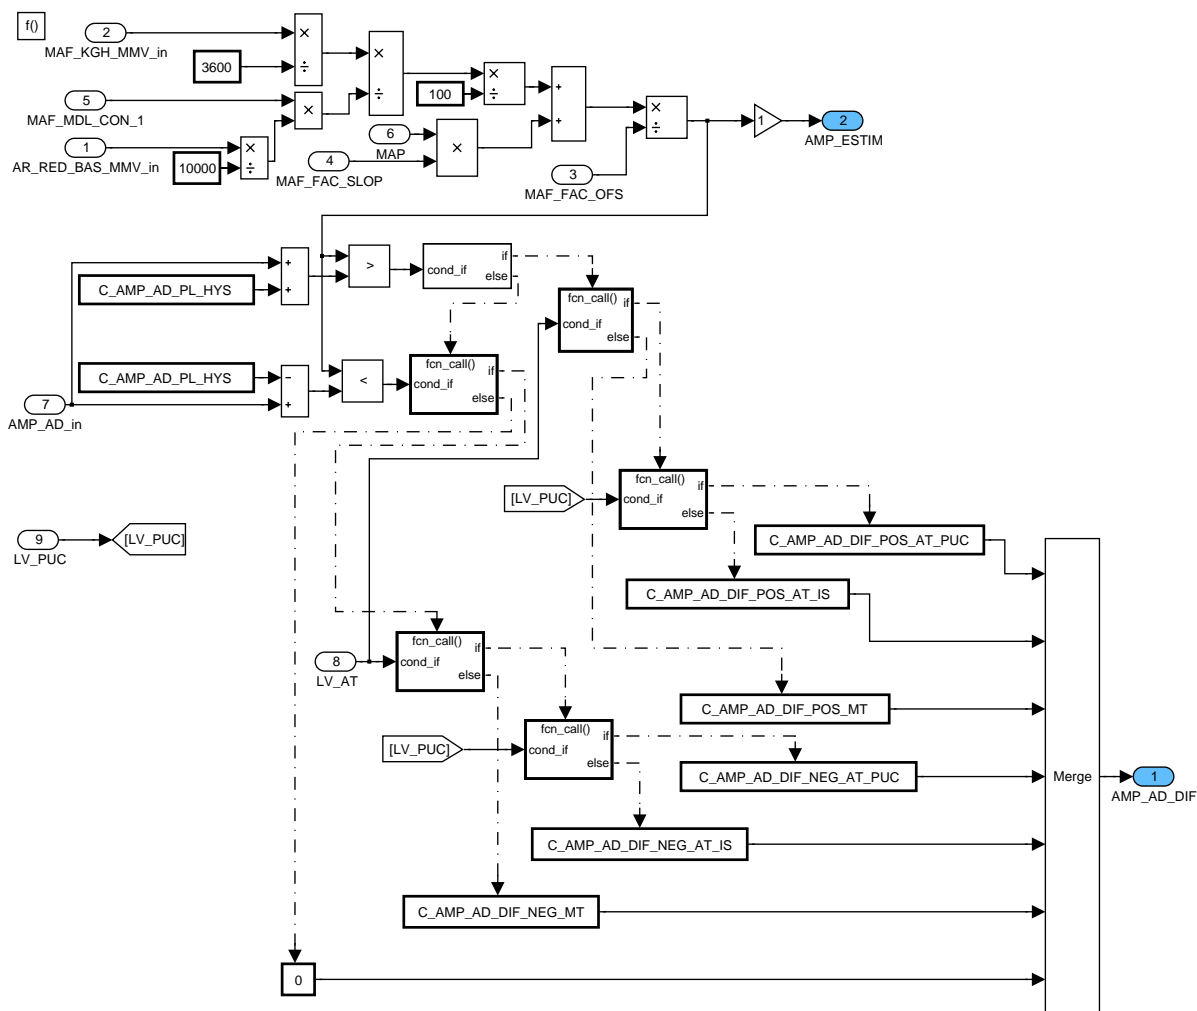 f()
2
MAF_KGH_MMV_in
3600
×
÷
×
÷
5
MAF_MDL_CON_1
×
100
×
÷
+
+
×
÷
1
2
AMP_ESTIM
1
AR_RED_BAS_MMV_in
10000
×
÷
6
MAP
4
MAF_FAC_SLOP
×
3
MAF_FAC_OFS
C_AMP_AD_PL_HYS
+
+
>
cond_if
if
else
fcn_call()
cond_if
if
else
C_AMP_AD_PL_HYS
−
+
<
fcn_call()
cond_if
if
else
7
AMP_AD_in
[LV_PUC]
fcn_call()
cond_if
if
else
9
LV_PUC
[LV_PUC]
C_AMP_AD_DIF_POS_AT_PUC
C_AMP_AD_DIF_POS_AT_IS
8
LV_AT
fcn_call()
cond_if
if
else
C_AMP_AD_DIF_POS_MT
[LV_PUC]
fcn_call()
cond_if
if
else
C_AMP_AD_DIF_NEG_AT_PUC
Merge
1
AMP_AD_DIF
C_AMP_AD_DIF_NEG_AT_IS
C_AMP_AD_DIF_NEG_MT
0